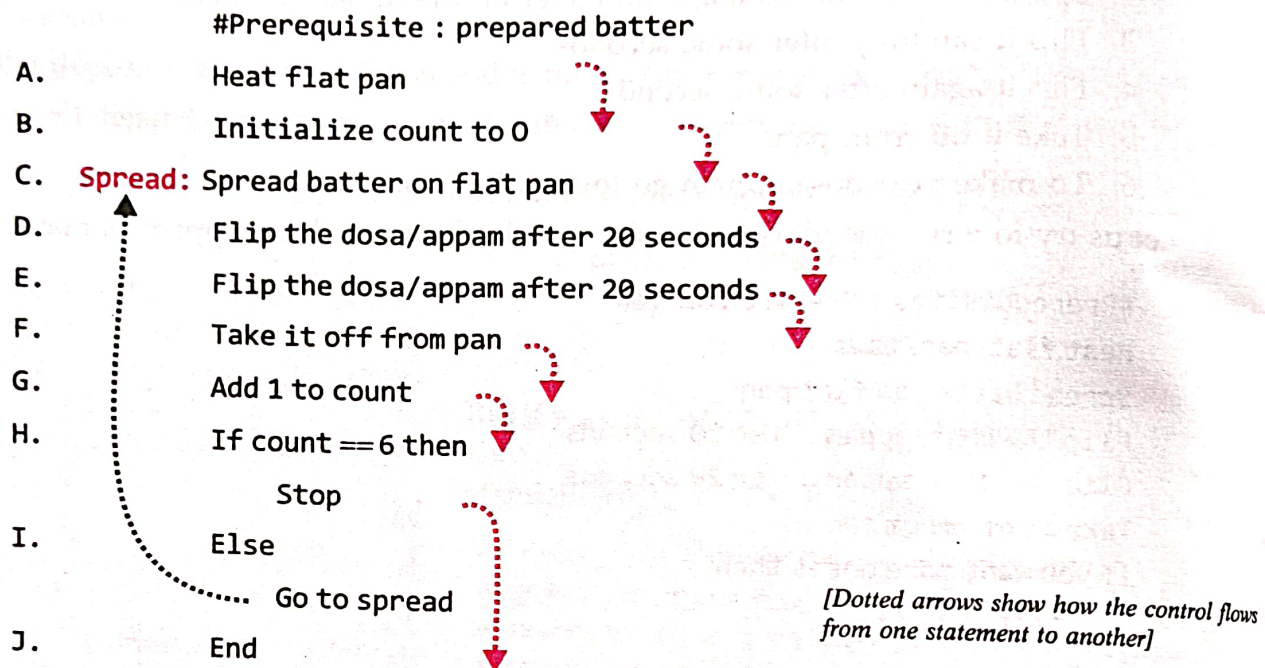 #Prerequisite : prepared batter
A. Heat flat pan
B. Initialize count to 0
C. Spread: Spread batter on flat pan
D. Flip the dosa/appam after 20 seconds
E. Flip the dosa/appam after 20 seconds
F. Take it off from pan
G. Add 1 to count
H. If count == 6 then
Stop
I. Else
Go to spread
J. End
[Dotted arrows show how the control flows
from one statement to another]